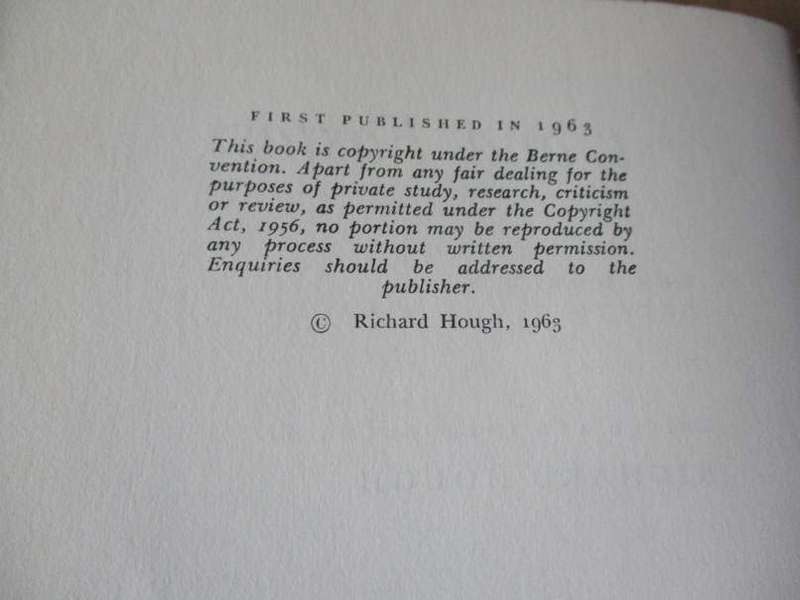 FIRST PUBLISHED IN 1963
This book is copyright under the Berne Con-
vention. Apart from any fair dealing for the
purposes of private study, research, criticism
or review, as permitted under the Copyright
Act, 1956, no portion may be reproduced by
any process without written permission.
Enquiries should be addressed to the
publisher.
© Richard Hough, 1963